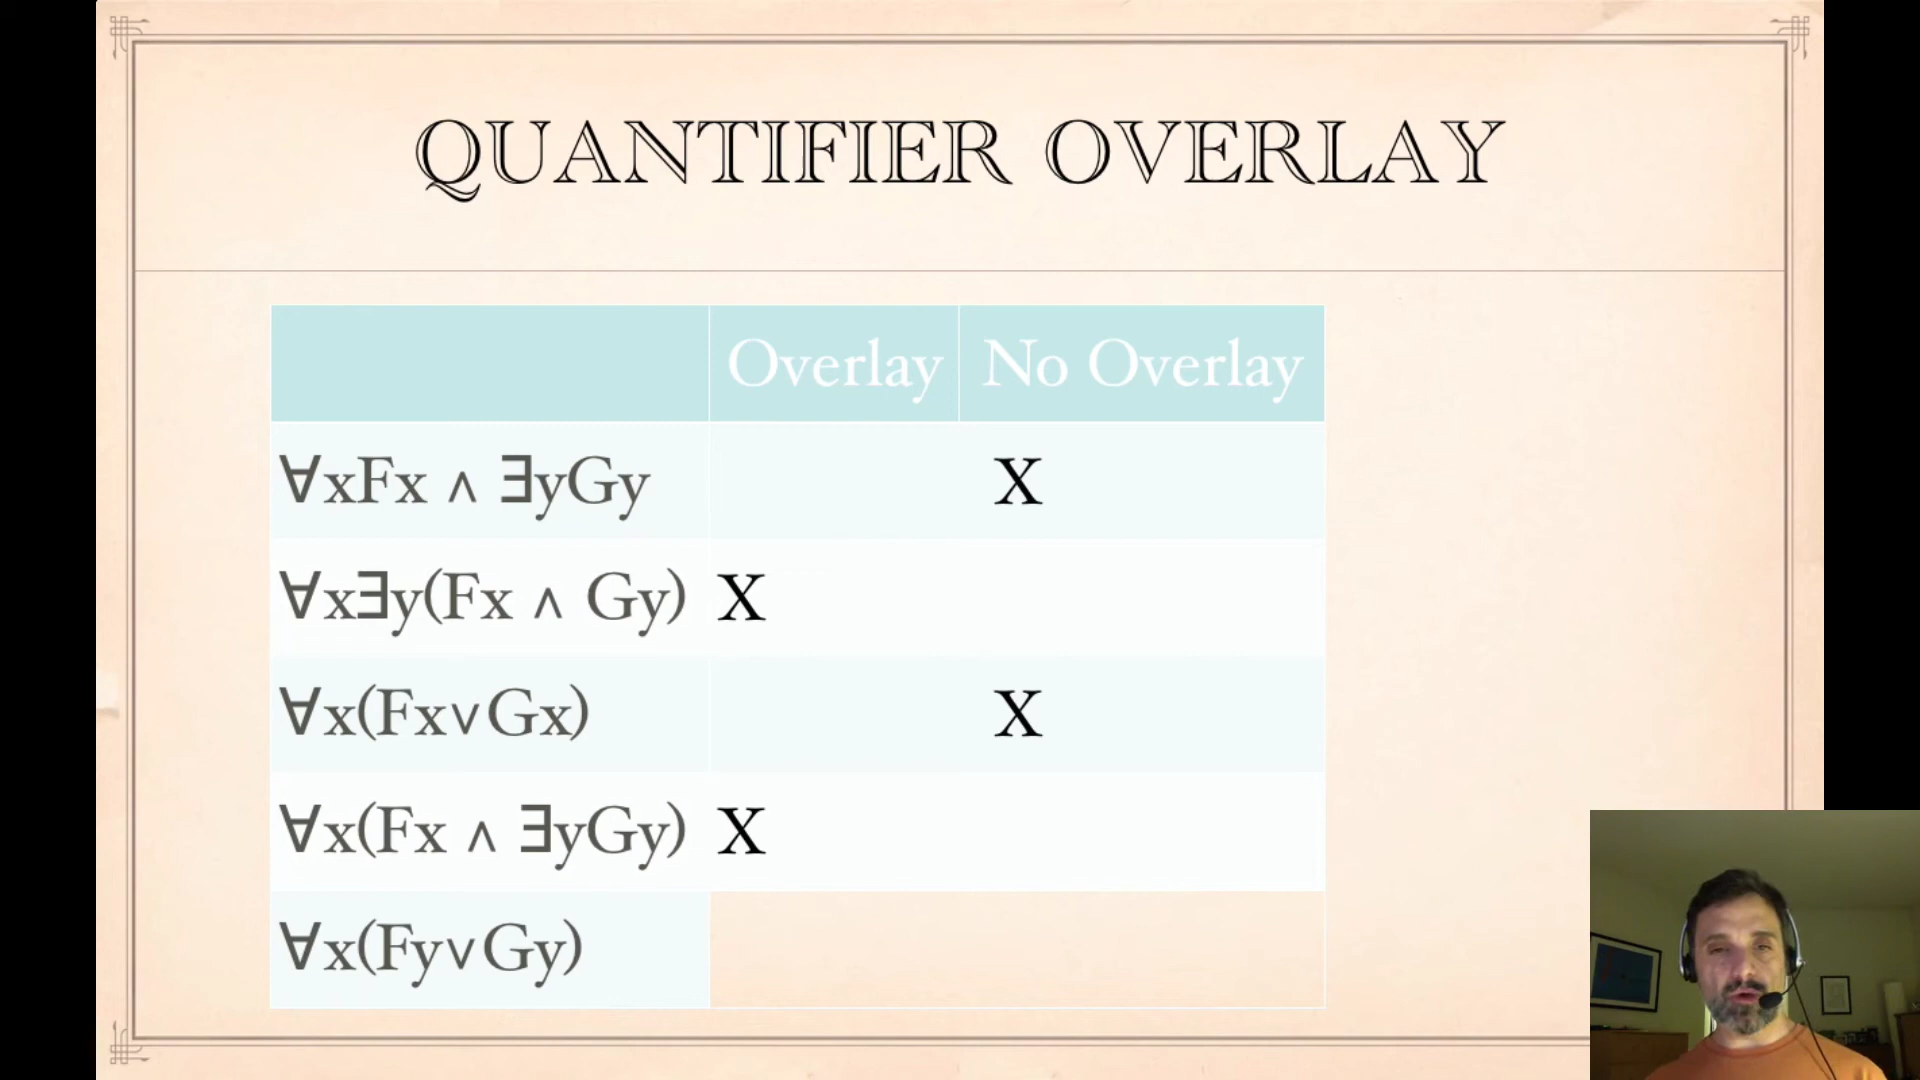 QUANTIFIER OVERLAY
Overlay No Overlay
∀xFx ∧ ∃yGy X
∀x∃y(Fx ∧ Gy) X
∀x(Fx∨Gx) X
∀x(Fx ∧ ∃yGy) X
∀x(Fy∨Gy)